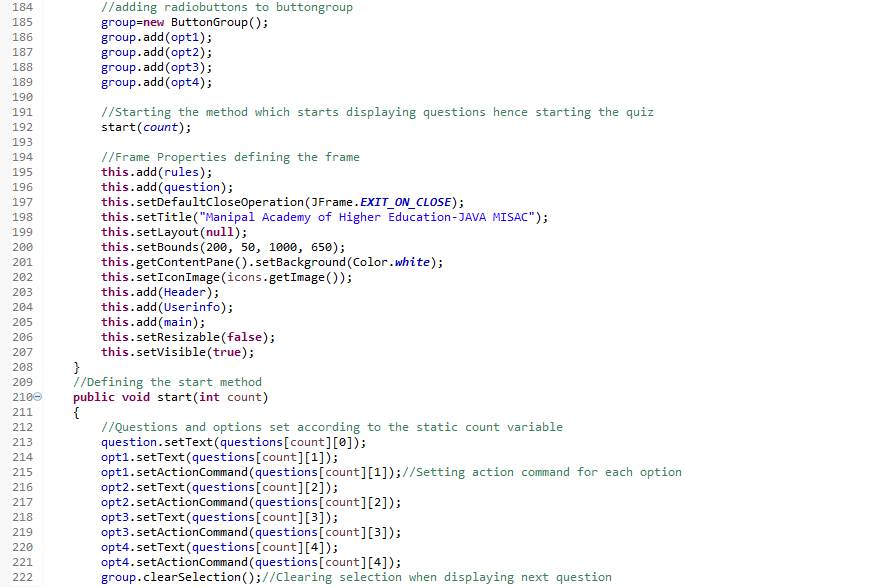 184         //adding radiobuttons to buttongroup
185         group=new ButtonGroup();
186         group.add(opt1);
187         group.add(opt2);
188         group.add(opt3);
189         group.add(opt4);
190
191         //Starting the method which starts displaying questions hence starting the quiz
192         start(count);
193
194         //Frame Properties defining the frame
195         this.add(rules);
196         this.add(question);
197         this.setDefaultCloseOperation(JFrame.EXIT_ON_CLOSE);
198         this.setTitle("Manipal Academy of Higher Education-JAVA MISAC");
199         this.setLayout(null);
200         this.setBounds(200, 50, 1000, 650);
201         this.getContentPane().setBackground(Color.white);
202         this.setIconImage(icons.getImage());
203         this.add(Header);
204         this.add(Userinfo);
205         this.add(main);
206         this.setResizable(false);
207         this.setVisible(true);
208     }
209     //Defining the start method
210     public void start(int count)
211     {
212         //Questions and options set according to the static count variable
213         question.setText(questions[count][0]);
214         opt1.setText(questions[count][1]);
215         opt1.setActionCommand(questions[count][1]);//Setting action command for each option
216         opt2.setText(questions[count][2]);
217         opt2.setActionCommand(questions[count][2]);
218         opt3.setText(questions[count][3]);
219         opt3.setActionCommand(questions[count][3]);
220         opt4.setText(questions[count][4]);
221         opt4.setActionCommand(questions[count][4]);
222         group.clearSelection();//Clearing selection when displaying next question